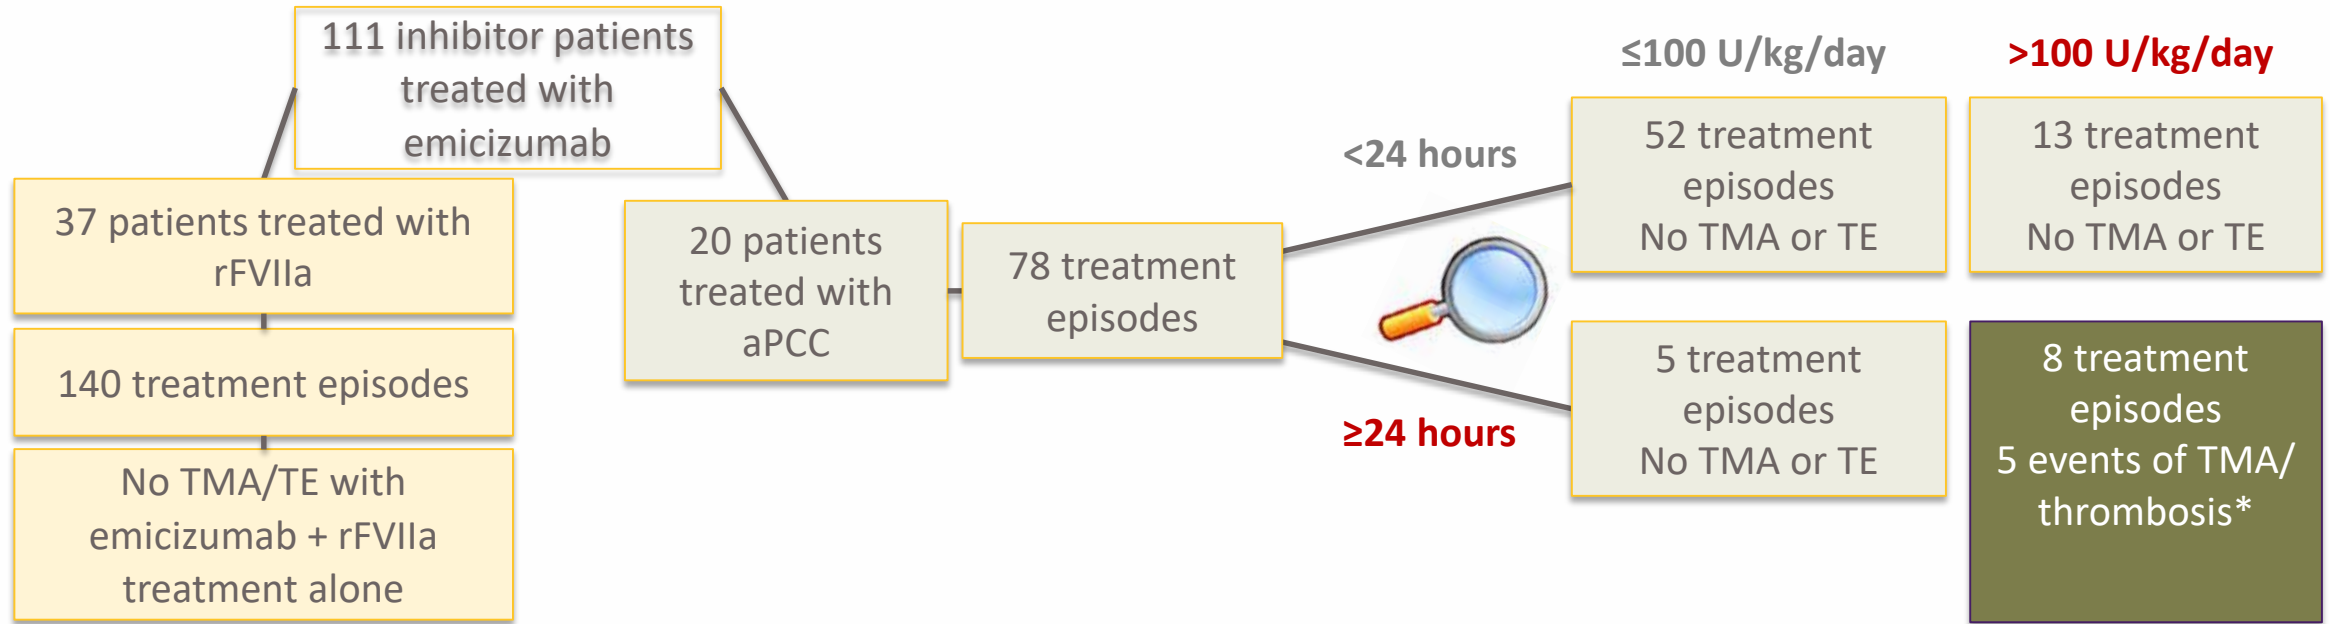 111 inhibitor patients
treated with
emicizumab
37 patients treated with
rFVIIa
140 treatment episodes
No TMA/TE with
emicizumab + rFVIIa
treatment alone
20 patients
treated with
aPCC
78 treatment
episodes
<24 hours
≥24 hours
≤100 U/kg/day
>100 U/kg/day
52 treatment
episodes
No TMA or TE
13 treatment
episodes
No TMA or TE
5 treatment
episodes
No TMA or TE
8 treatment
episodes
5 events of TMA/
thrombosis*